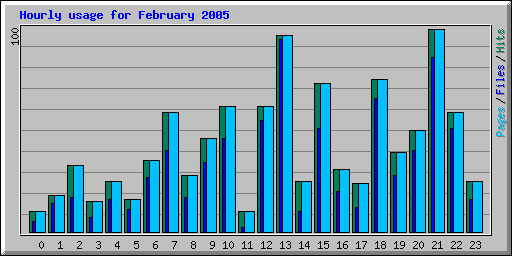 Hourly usage for February 2005
100
Pages/Files/Hits
0 1 2 3 4 5 6 7 8 9 10 11 12 13 14 15 16 17 18 19 20 21 22 23